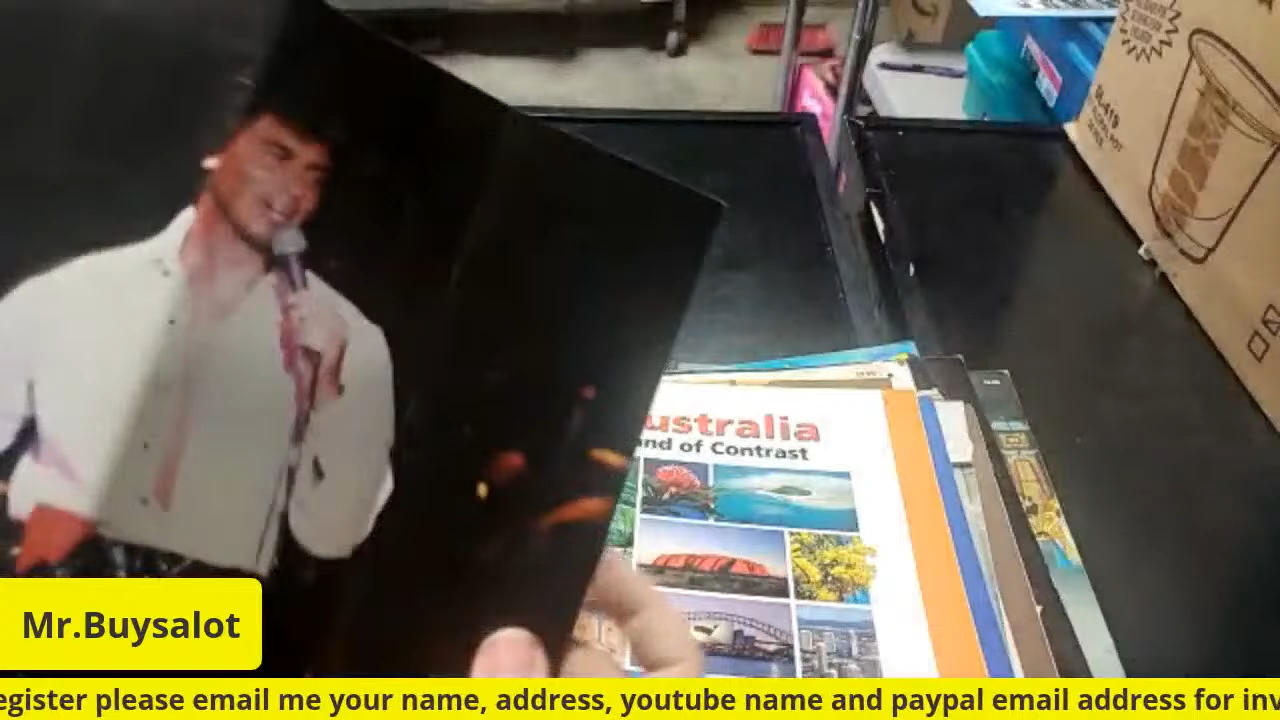 ustralia
nd of Contrast
Mr.Buysalot
egister please email me your name, address, youtube name and paypal email address for inv